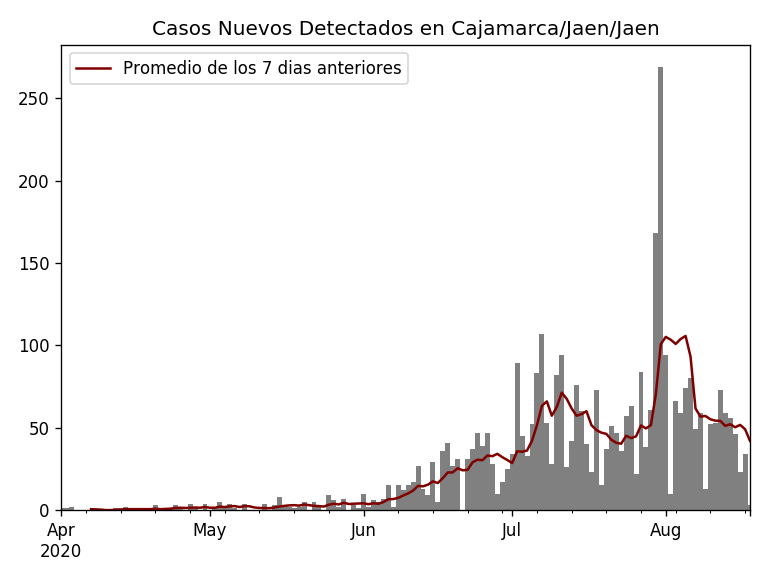 Casos Nuevos Detectados en Cajamarca/Jaen/Jaen
Promedio de los 7 dias anteriores
250
200
150
100
50
0
Apr May Jun Jul Aug
2020